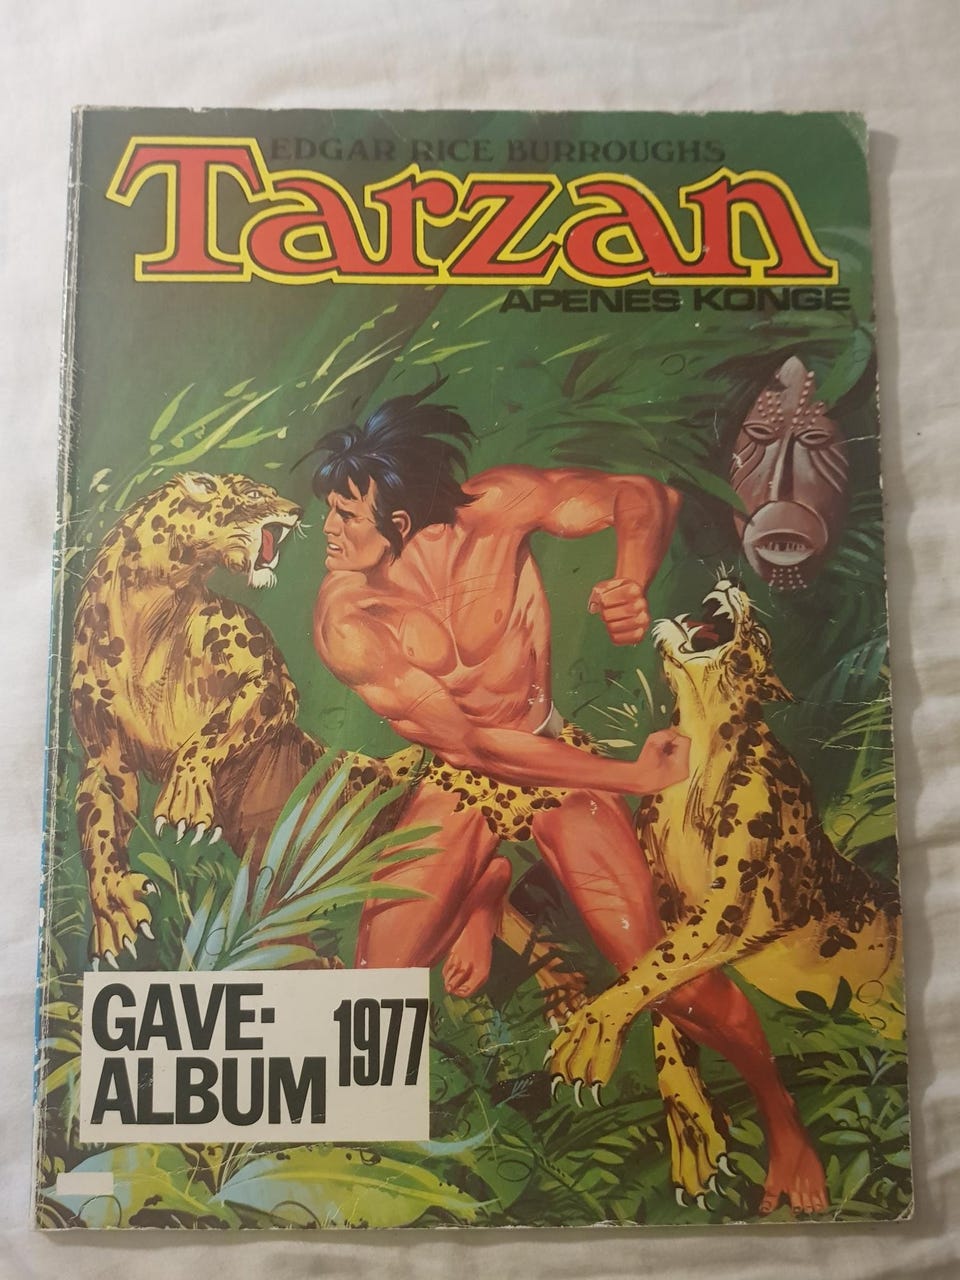 EDGAR RICE BURROUGHS
Tarzan
APENES KONGE
GAVE-
ALBUM
1977